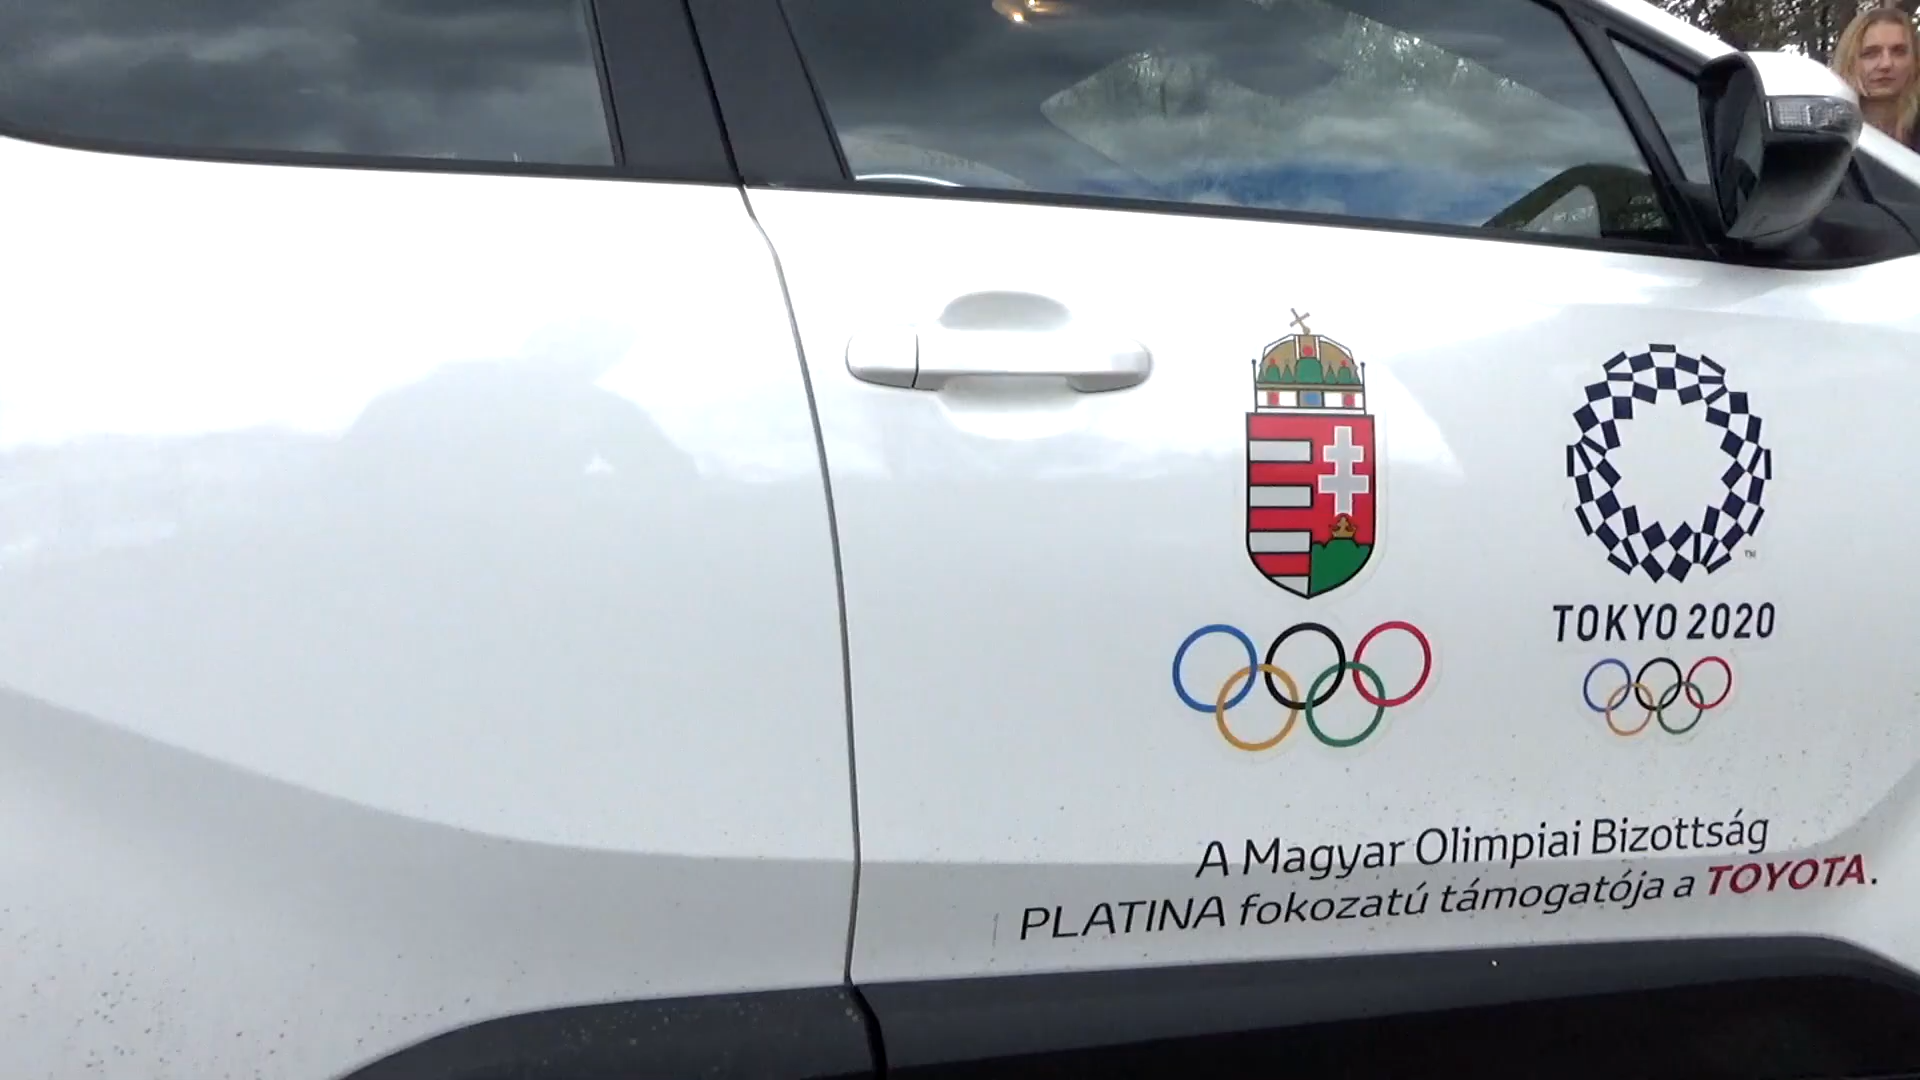 TOKYO 2020
A Magyar Olimpiai Bizottság
PLATINA fokozatú támogatója a TOYOTA.